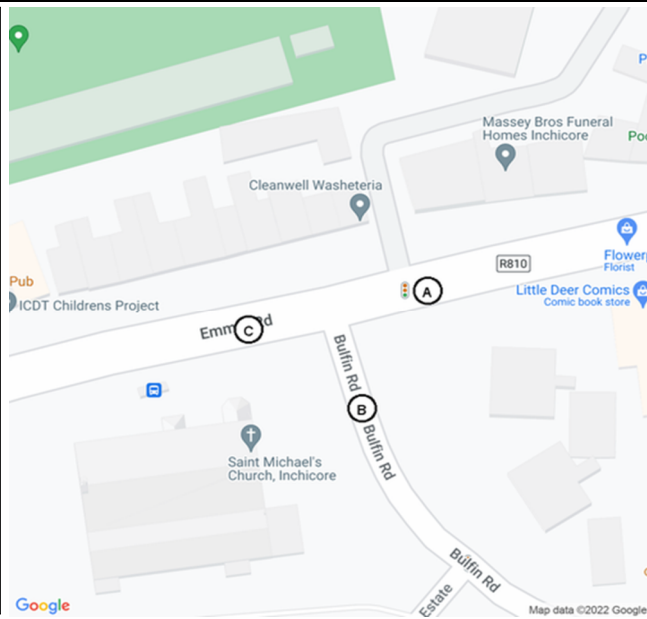 Massey Bros Funeral
Homes Inchicore
Cleanwell Washeteria
R810
Pub
ICDT Childrens Project
A
Little Deer Comics
Comic book store
Florist
C
Bulfin Rd
B
Bulfin Rd
Saint Michael's
Church, Inchicore
Bulfin Rd
Estate
Google
Map data ©2022 Google